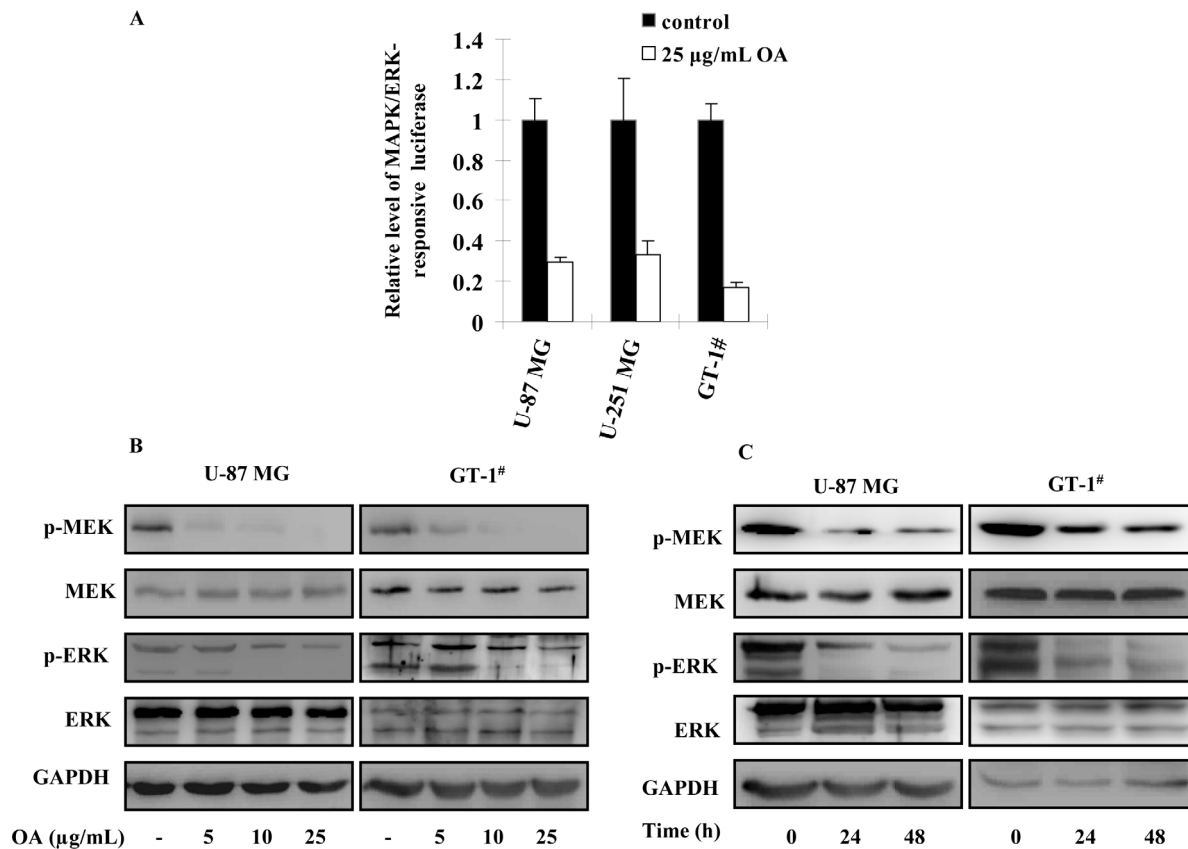 A
control
25 µg/mL OA
Relative level of MAPK/ERK-
responsive luciferase
1.4
1.2
1
0.8
0.6
0.4
0.2
0
U-87 MG
U-251 MG
GT-1#
B
U-87 MG GT-1#
p-MEK
MEK
p-ERK
ERK
GAPDH
OA (µg/mL) - 5 10 25 - 5 10 25
C
U-87 MG GT-1#
p-MEK
MEK
p-ERK
ERK
GAPDH
Time (h) 0 24 48 0 24 48